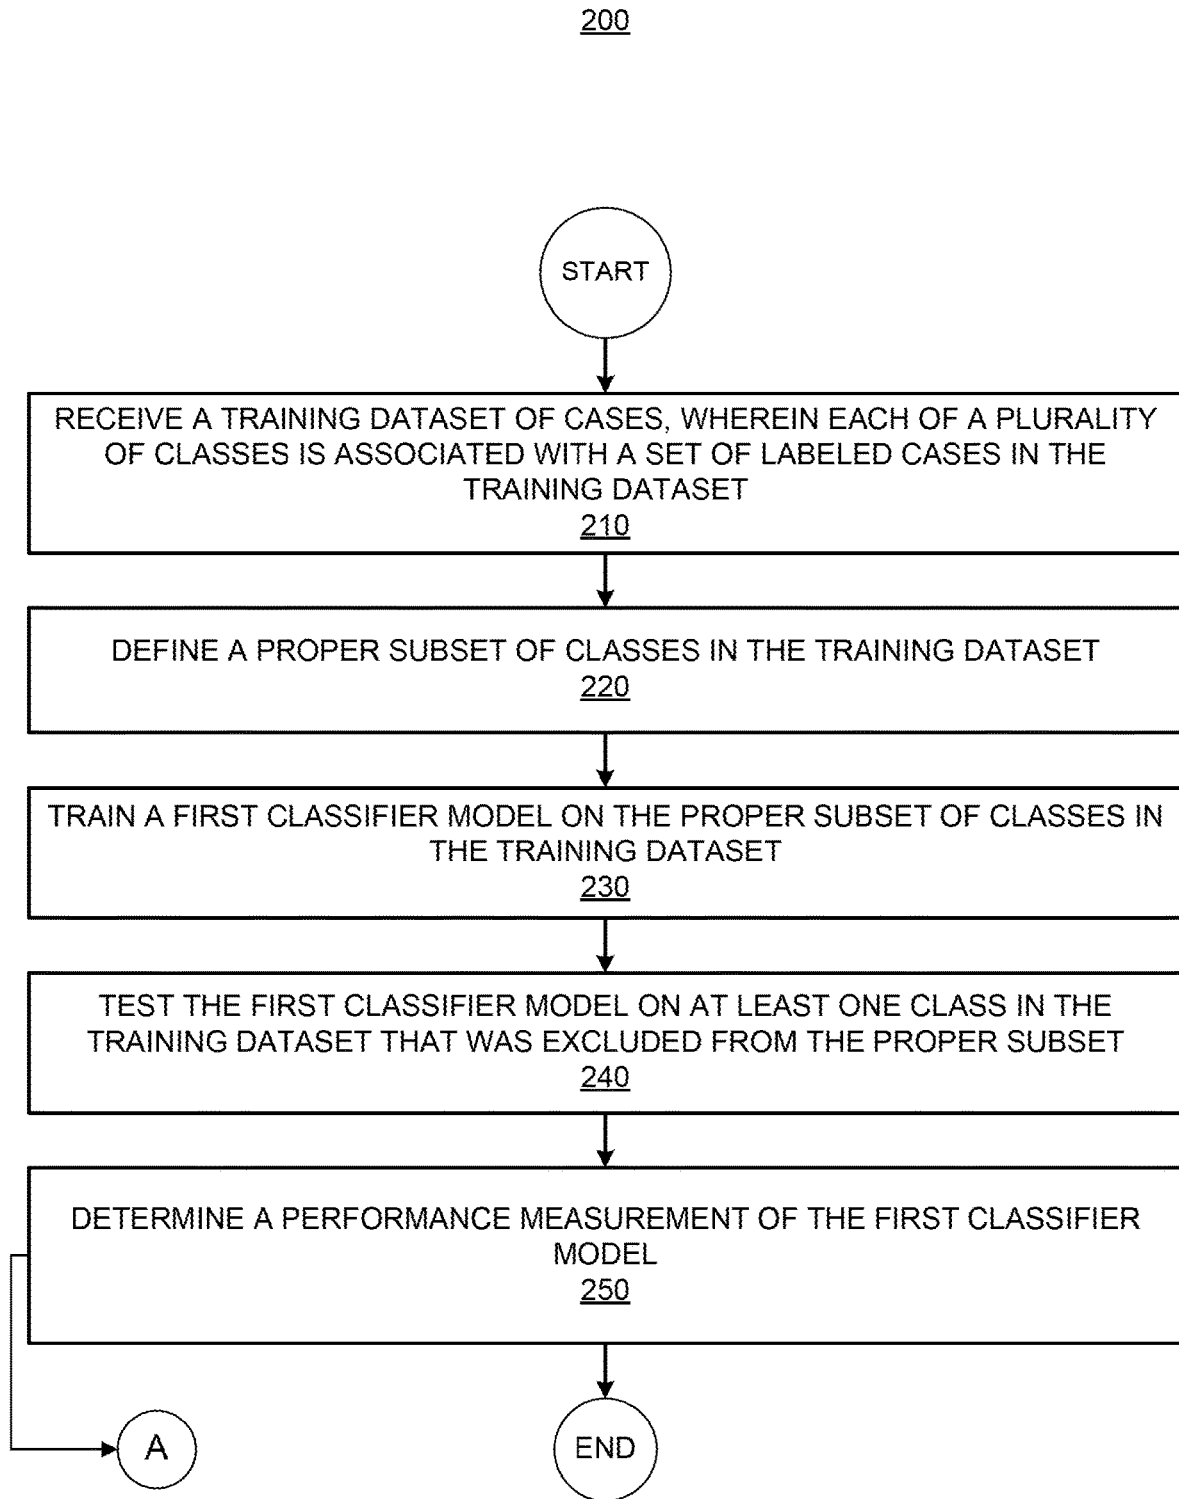 200
START
RECEIVE A TRAINING DATASET OF CASES, WHEREIN EACH OF A PLURALITY
OF CLASSES IS ASSOCIATED WITH A SET OF LABELED CASES IN THE
TRAINING DATASET
210
DEFINE A PROPER SUBSET OF CLASSES IN THE TRAINING DATASET
220
TRAIN A FIRST CLASSIFIER MODEL ON THE PROPER SUBSET OF CLASSES IN
THE TRAINING DATASET
230
TEST THE FIRST CLASSIFIER MODEL ON AT LEAST ONE CLASS IN THE
TRAINING DATASET THAT WAS EXCLUDED FROM THE PROPER SUBSET
240
DETERMINE A PERFORMANCE MEASUREMENT OF THE FIRST CLASSIFIER
MODEL
250
A
END